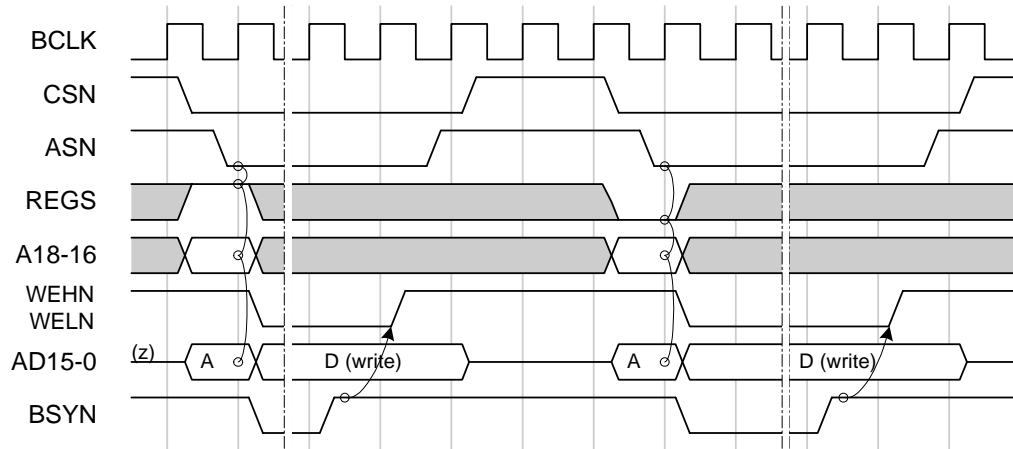 BCLK
CSN
ASN
REGS
A18-16
WEHN
WELN
AD15-0 (z) A D (write) A D (write)
BSYN